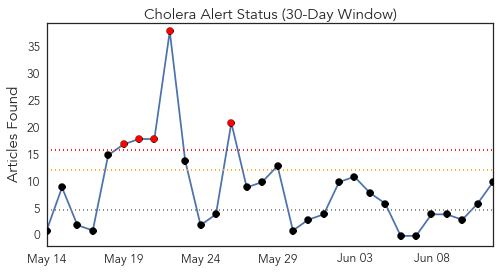 Cholera Alert Status (30-Day Window)
Articles Found
35
30
25
20
15
10
5
0
May 14 May 19 May 24 May 29 Jun 03 Jun 08